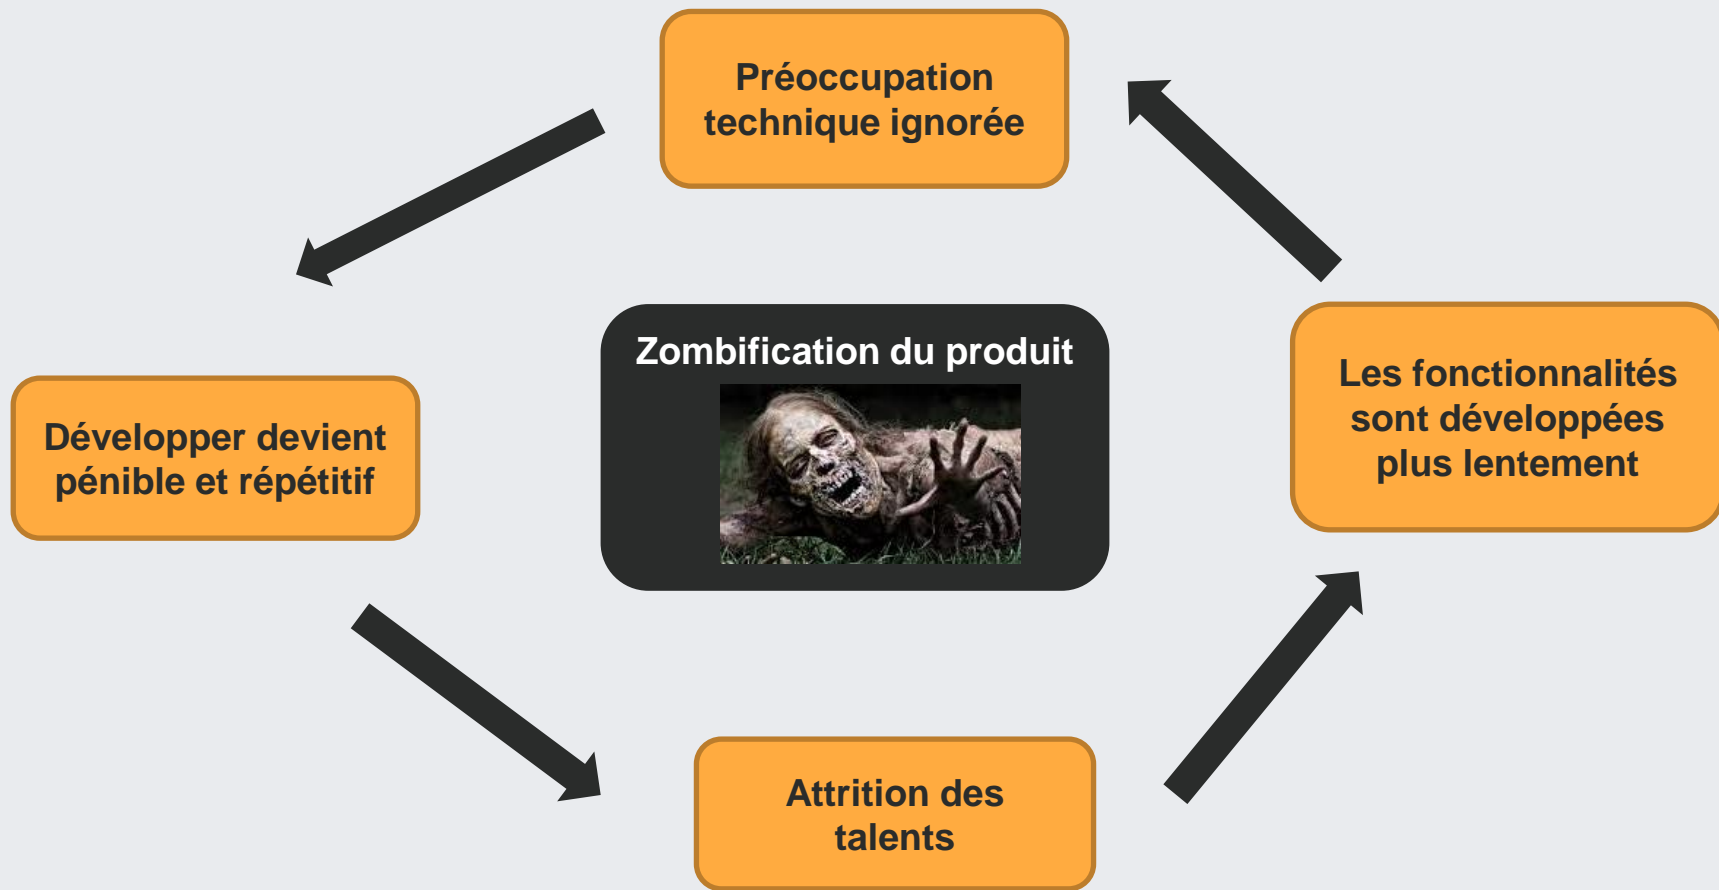 Préoccupation
technique ignorée
Zombification du produit
Développer devient
pénible et répétitif
Les fonctionnalités
sont développées
plus lentement
Attrition des
talents